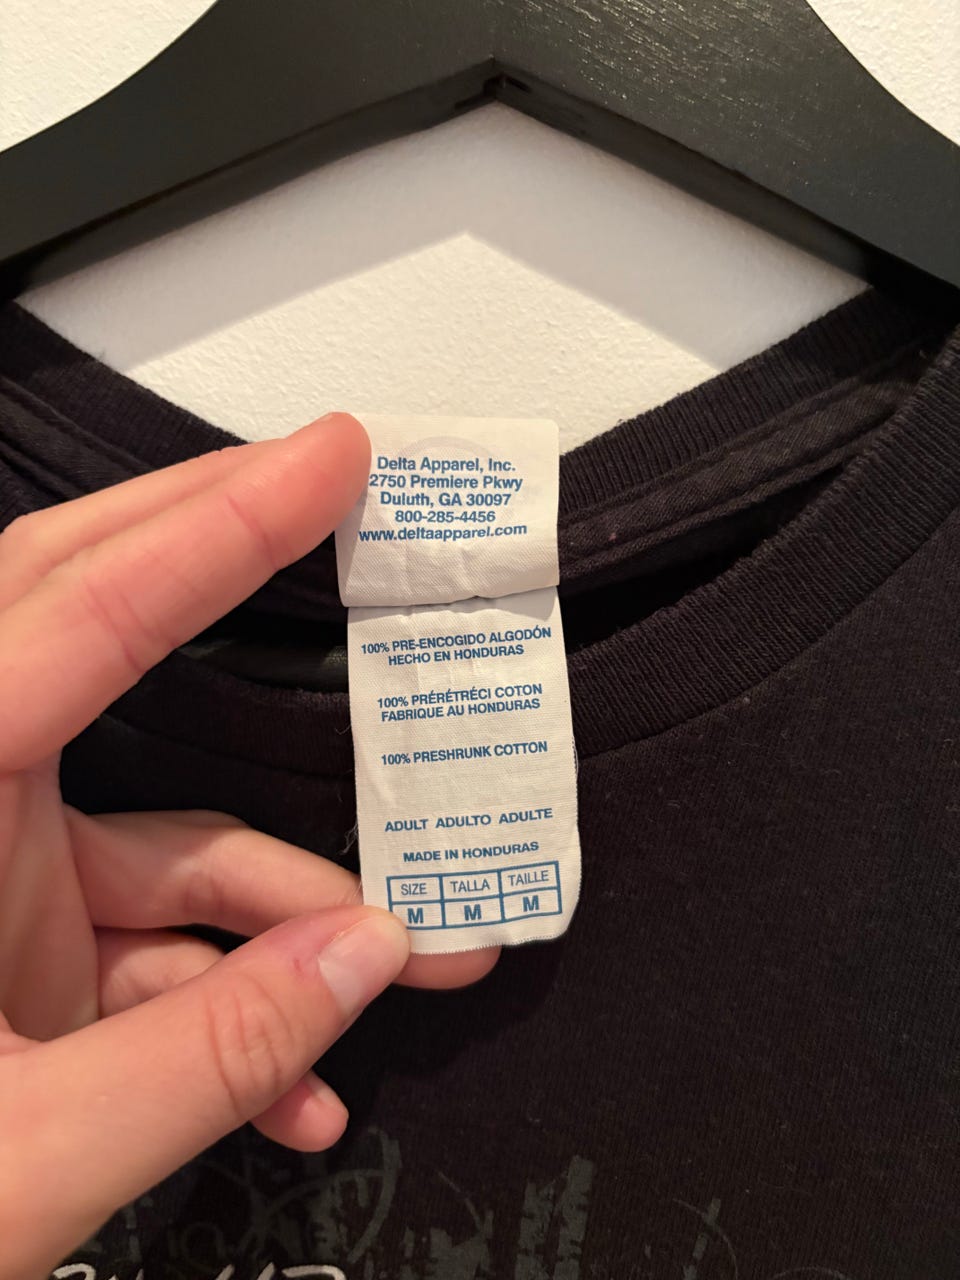 Delta Apparel, Inc.
2750 Premiere Pkwy
Duluth, GA 30097
800-285-4456
www.deltaapparel.com
100% PRE-ENCOGIDO ALGODÓN
HECHO EN HONDURAS
100% PRÉRÉTRÉCI COTON
FABRIQUE AU HONDURAS
100% PRESHRUNK COTTON
ADULT ADULTO ADULTE
MADE IN HONDURAS
SIZE TALLA TAILLE
M M M